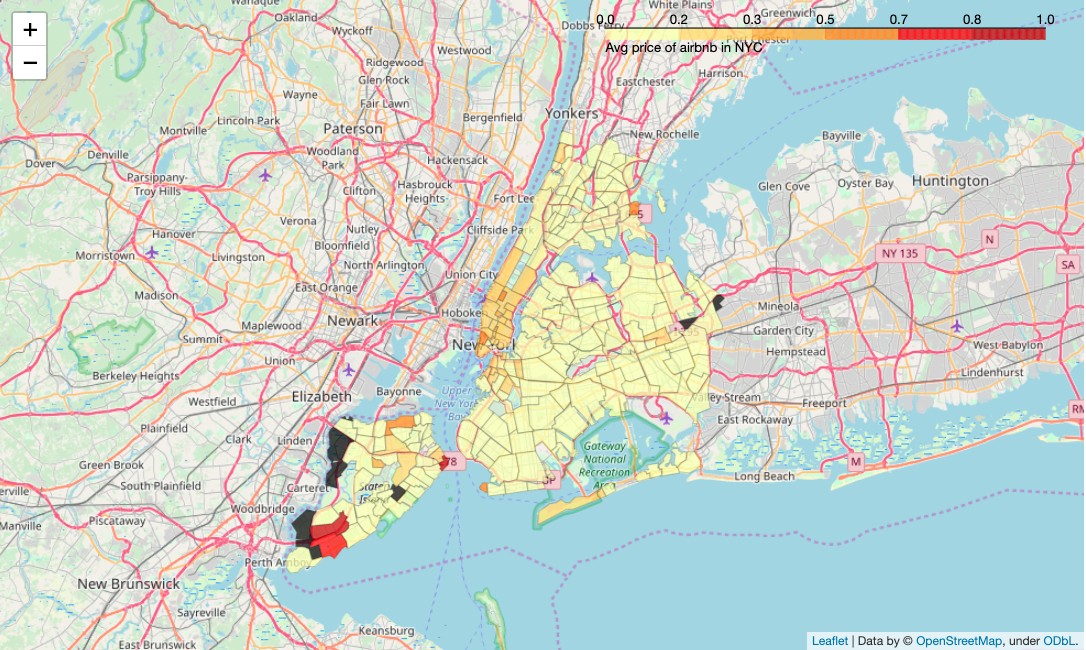 +
−
0.0 0.2 0.3 0.5 0.7 0.8 1.0
Avg price of airbnb in NYC
Oakland
Wyckoff
Dobbs Ferry
White Plains
Greenwich
Westwood
Ridgewood
Glen Rock
Port Chester
Harrison
Eastchester
Wayne
Fair Lawn
Bergenfield
Yonkers
Lincoln Park
Montville
Paterson
New Rochelle
Bayville
Denville
Woodland
Park
Hackensack
Dover
Parsippany-
Troy Hills
Clifton
Hasbrouck
Heights
Fort Lee
Glen Cove
Oyster Bay
Huntington
Verona
Nutley
Cliffside Park
Hanover
Bloomfield
N
NY 135
Morristown
Livingston
North Arlington
Union City
SA
East Orange
Madison
Hoboke
Mineola
Newark
Maplewood
Garden City
Summit
New York
West Babylon
Union
Hempstead
Berkeley Heights
Lindenhurst
Elizabeth
Bayonne
Upper
New York
Bay
Valley Stream
Westfield
Freeport
RM
East Rockaway
Plainfield
Clark
Linden
Gateway
National
Recreation
Area
Green Brook
78
M
Long Beach
South Plainfield
Carteret
State
Island
Woodbridge
Manville
Piscataway
Perth Amboy
New Brunswick
Sayreville
Keansburg
East Brunswick
Leaflet | Data by © OpenStreetMap, under ODbL.